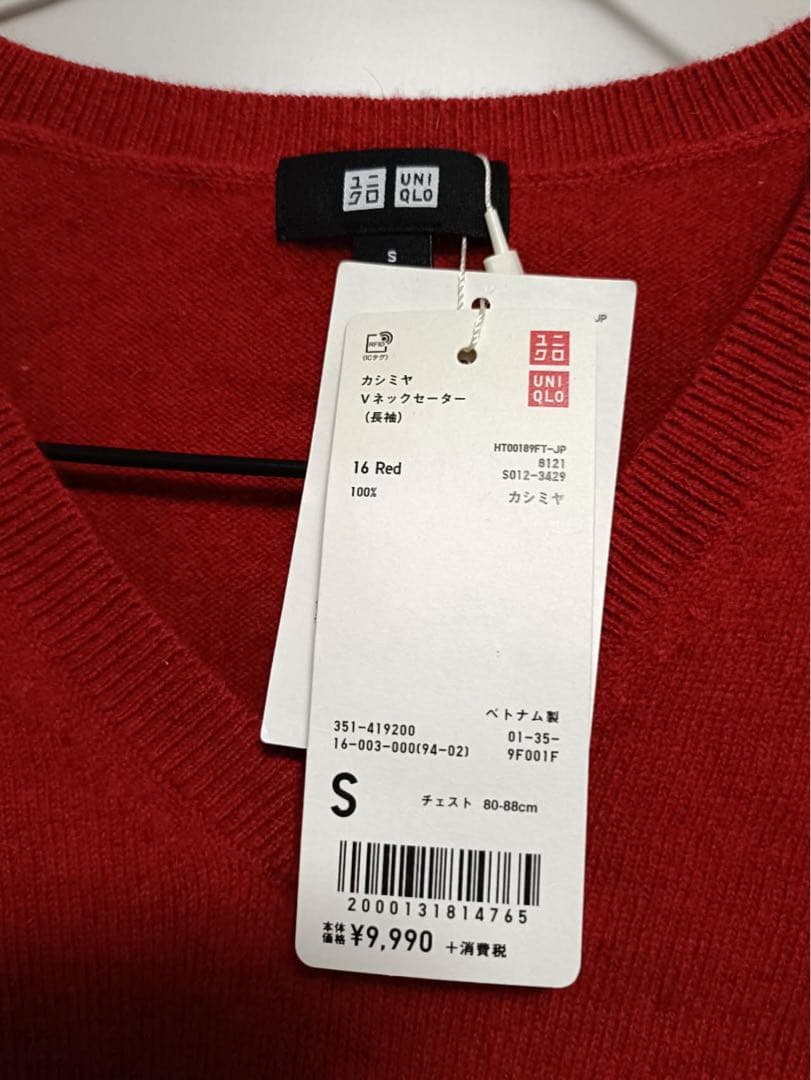 ユニ
クロ
UNI
QLO
S
JP
RFID
(ICタグ)
ユニ
クロ
UNI
QLO
カシミヤ
Vネックセーター
(長袖)
HT00189FT-JP
8121
S012-3429
16 Red
100%
カシミヤ
ベトナム製
351-419200
01-35-
16-003-000(94-02)
9F001F
S
チェスト 80-88cm
2000131814765
本体
価格 ¥9,990 +消費税